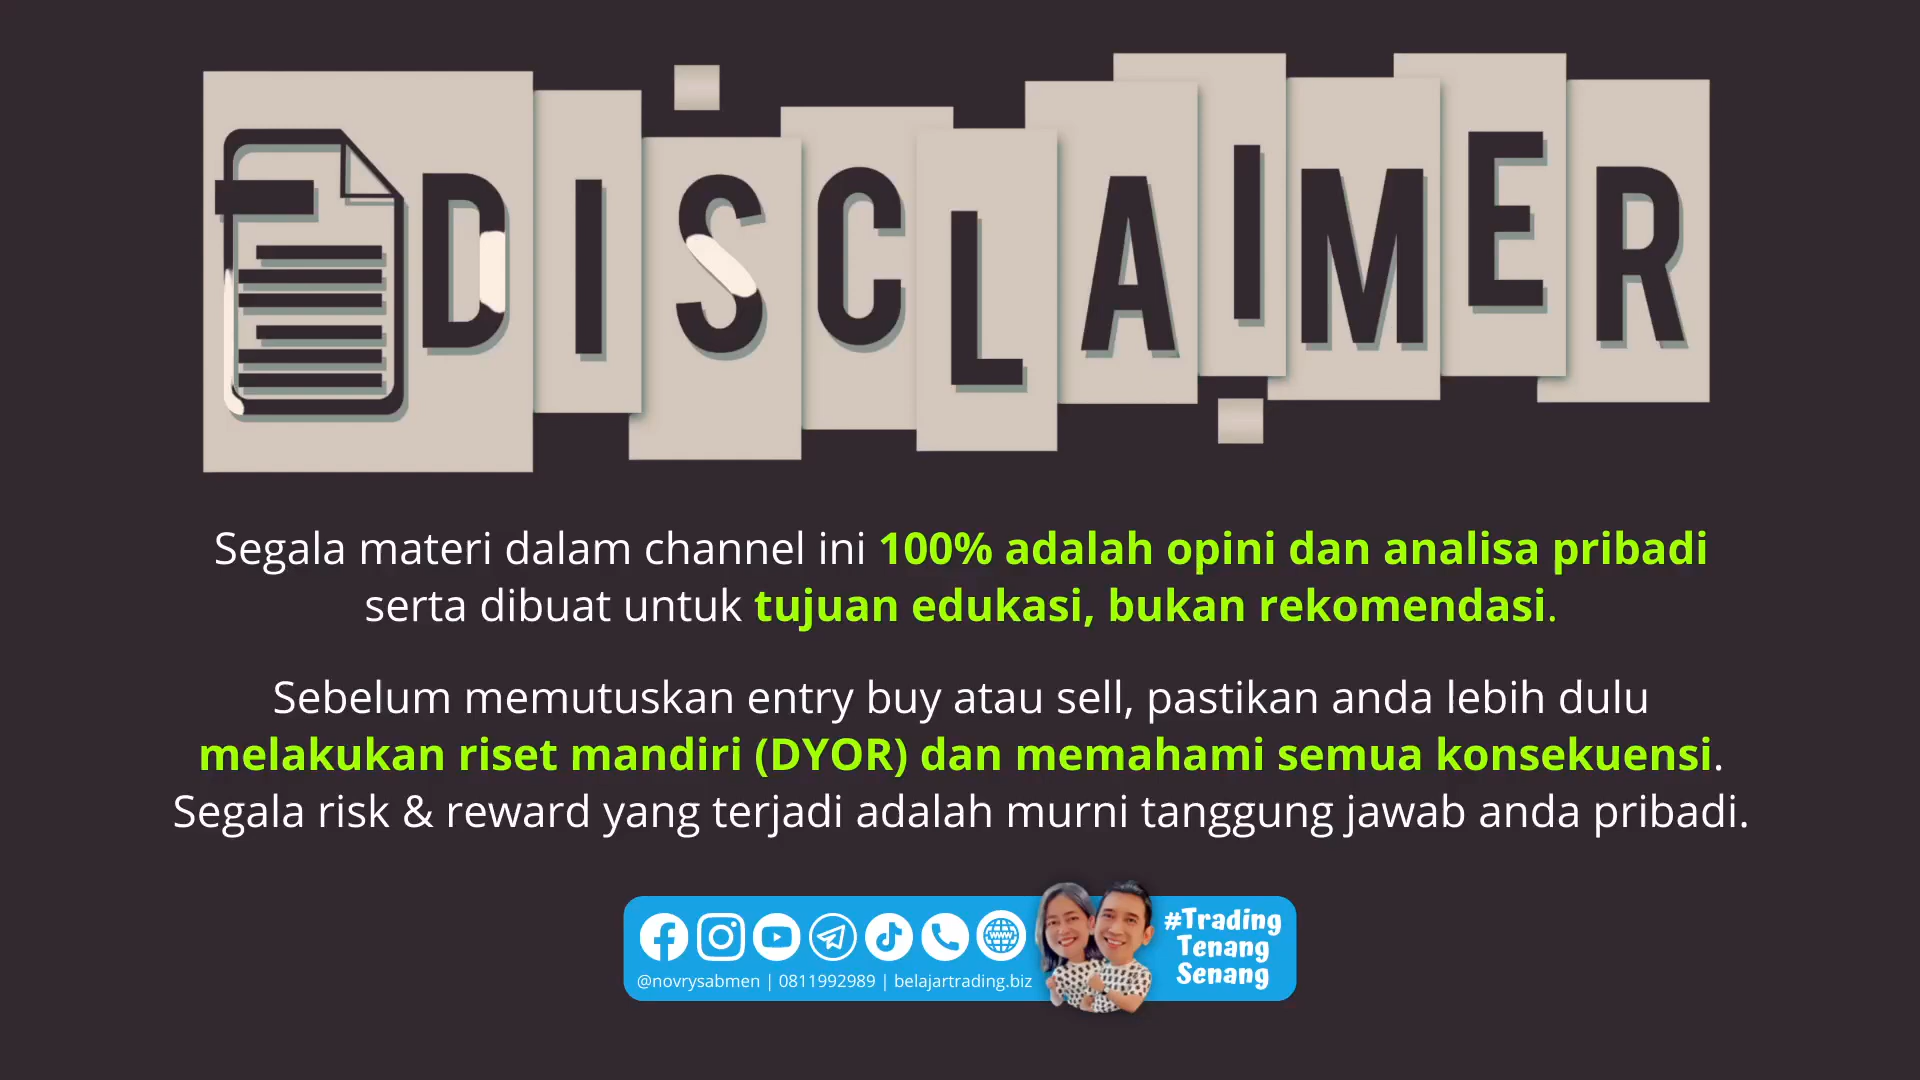 DISCLAIMER
Segala materi dalam channel ini 100% adalah opini dan analisa pribadi
serta dibuat untuk tujuan edukasi, bukan rekomendasi.
Sebelum memutuskan entry buy atau sell, pastikan anda lebih dulu
melakukan riset mandiri (DYOR) dan memahami semua konsekuensi.
Segala risk & reward yang terjadi adalah murni tanggung jawab anda pribadi.
WWW
@novrysabmen | 0811992989 | belajartrading.biz
#Trading
Tenang
Senang